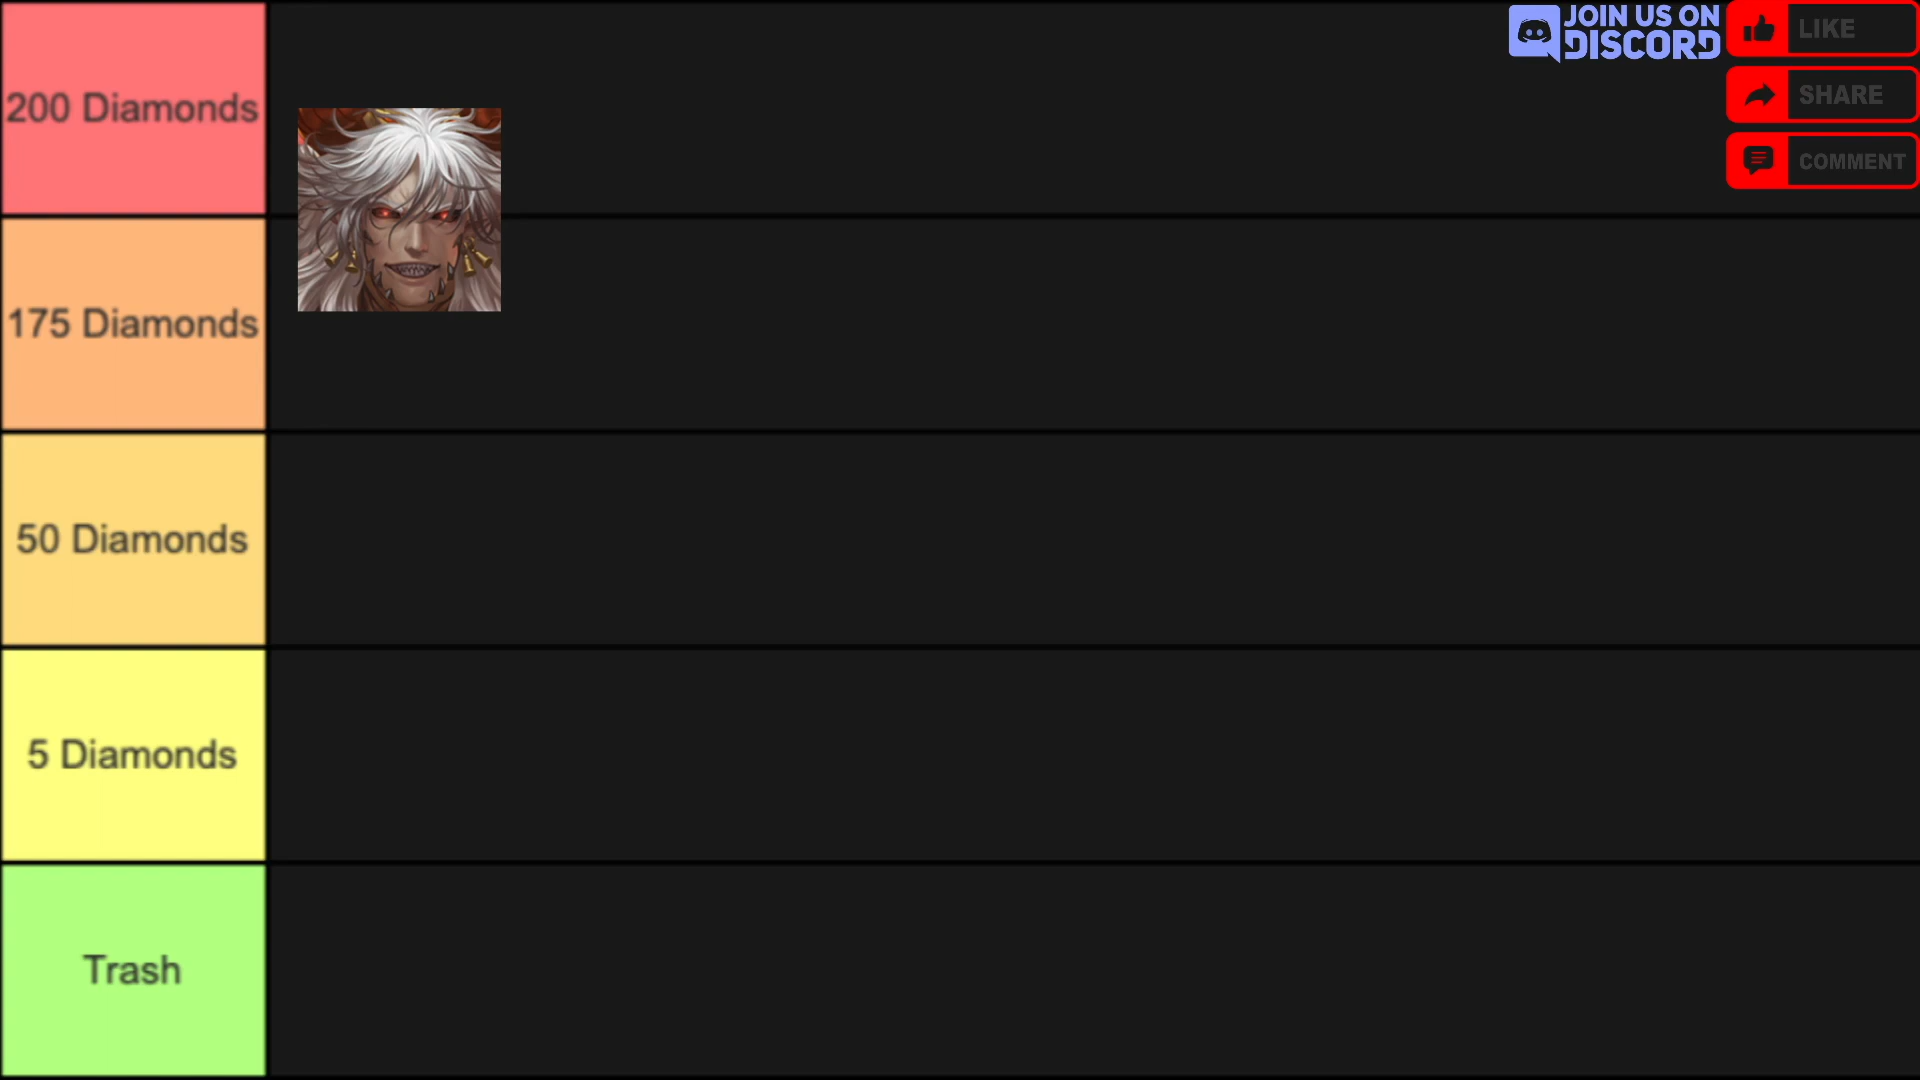 200 Diamonds
JOIN US ON
DISCORD
LIKE
SHARE
COMMENT
175 Diamonds
50 Diamonds
5 Diamonds
Trash